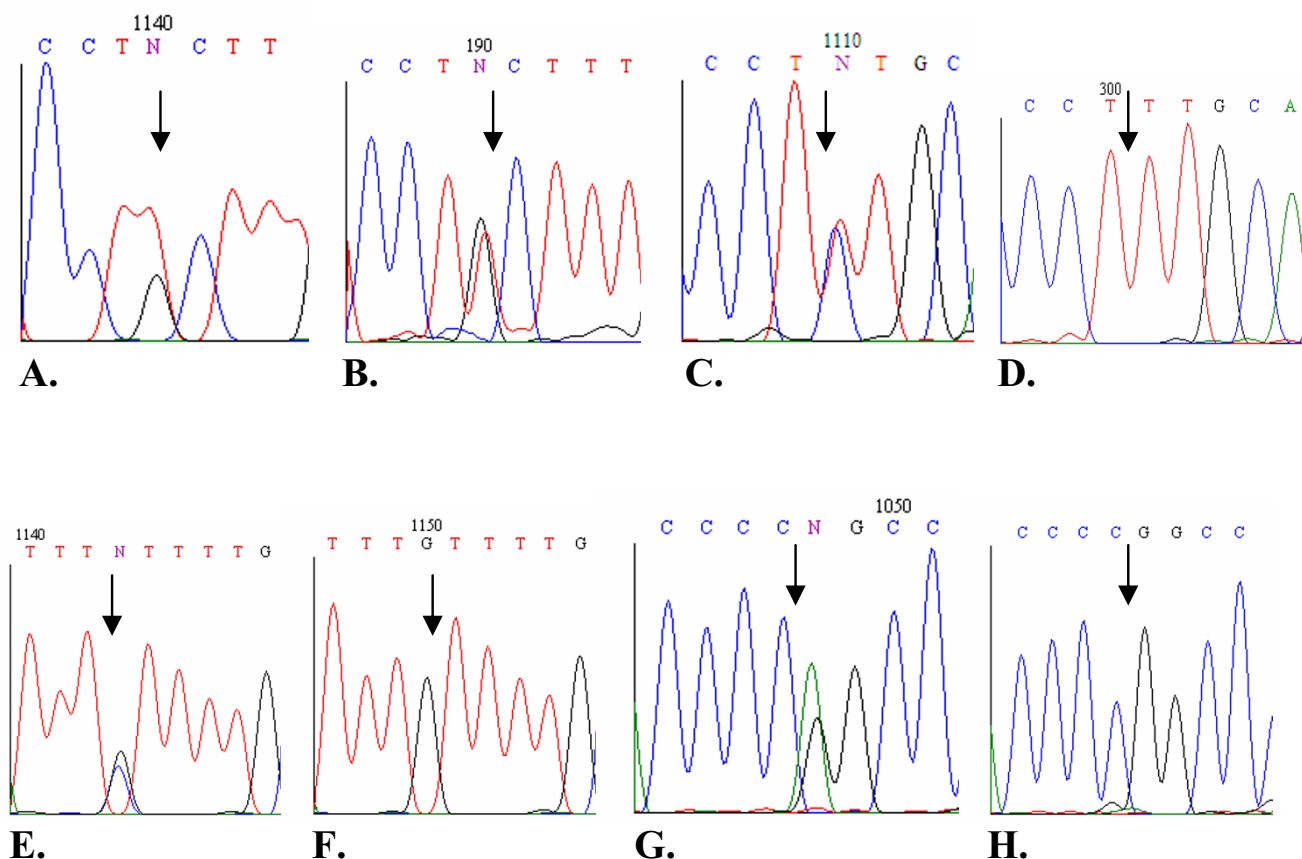 1140
C C T N C T T
A.
190
C C T N C T T T
B.
1110
C C T N T G C
C.
300
C C T T T G C A
D.
1140
T T T N T T T T G
E.
1150
T T T G T T T T G
F.
1050
C C C C N G C C
G.
C C C C G G C C
H.